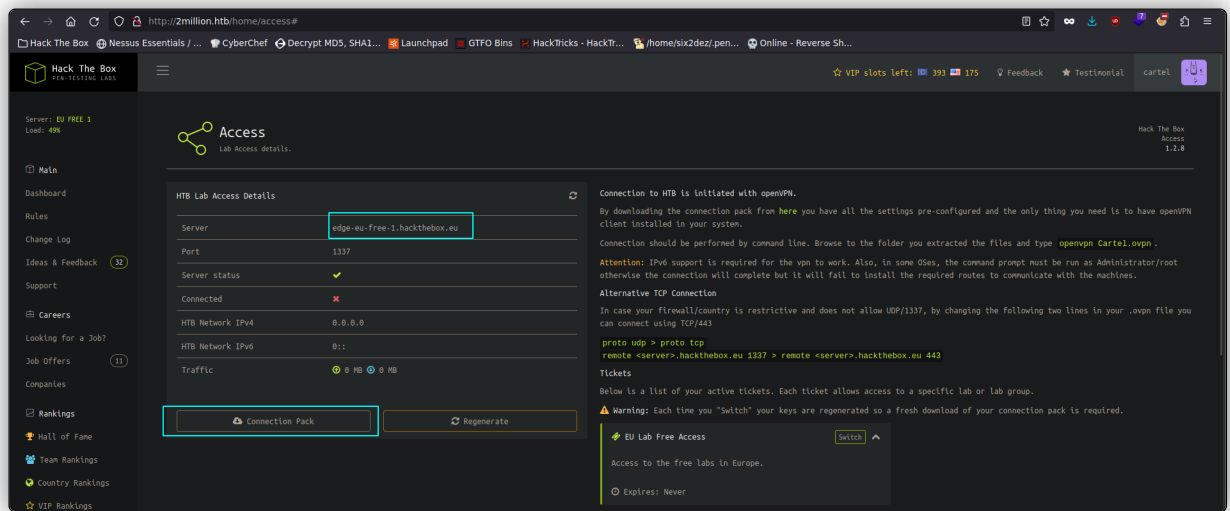 http://2million.htb/home/access#
7
Hack The Box
Nessus Essentials / ...
CyberChef
Decrypt MD5, SHA1...
Launchpad
GTFO Bins
HackTricks - HackTr...
/home/six2dez/.pen...
Online - Reverse Sh...
Hack The Box
PEN-TESTING LABS
VIP slots left: 393 175
Feedback
Testimonial
cartel
Server: EU FREE 1
Load: 49%
Main
Dashboard
Rules
Change Log
Ideas & Feedback 32
Support
Careers
Looking for a Job?
Job Offers 11
Companies
Rankings
Hall of Fame
Team Rankings
Country Rankings
VIP Rankings
Access
Lab Access details.
Hack The Box
Access
1.2.0
HTB Lab Access Details
Server edge-eu-free-1.hackthebox.eu
Port 1337
Server status
Connected
HTB Network IPv4 0.0.0.0
HTB Network IPv6 0::
Traffic 0 MB 0 MB
Connection Pack
Regenerate
Connection to HTB is initiated with openVPN.
By downloading the connection pack from here you have all the settings pre-configured and the only thing you need is to have openVPN
client installed in your system.
Connection should be performed by command line. Browse to the folder you extracted the files and type openvpn Cartel.ovpn.
Attention: IPv6 support is required for the vpn to work. Also, in some OSes, the command prompt must be run as Administrator/root
otherwise the connection will complete but it will fail to install the required routes to communicate with the machines.
Alternative TCP Connection
In case your firewall/country is restrictive and does not allow UDP/1337, by changing the following two lines in your .ovpn file you
can connect using TCP/443
proto udp > proto tcp
remote <server>.hackthebox.eu 1337 > remote <server>.hackthebox.eu 443
Tickets
Below is a list of your active tickets. Each ticket allows access to a specific lab or lab group.
Warning: Each time you "Switch" your keys are regenerated so a fresh download of your connection pack is required.
EU Lab Free Access
Switch
Access to the free labs in Europe.
Expires: Never